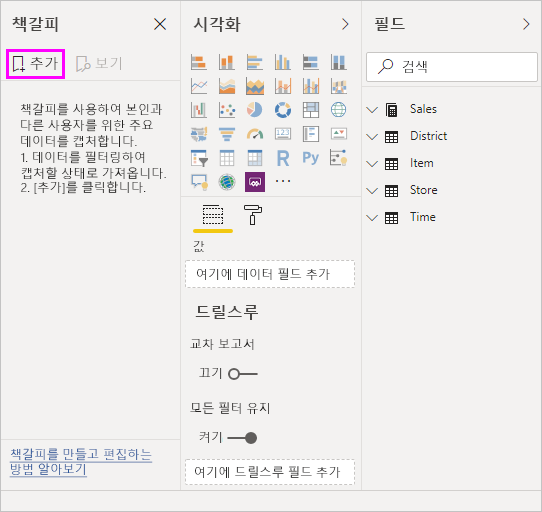 책갈피
추가
보기
책갈피를 사용하여 본인과
다른 사용자를 위한 주요
데이터를 캡처합니다.
1. 데이터를 필터링하여
캡처할 상태로 가져옵니다.
2. [추가]를 클릭합니다.
책갈피를 만들고 편집하는
방법 알아보기
시각화
123
R
Py
값
여기에 데이터 필드 추가
드릴스루
교차 보고서
끄기
모든 필터 유지
켜기
여기에 드릴스루 필드 추가
필드
검색
Sales
District
Item
Store
Time